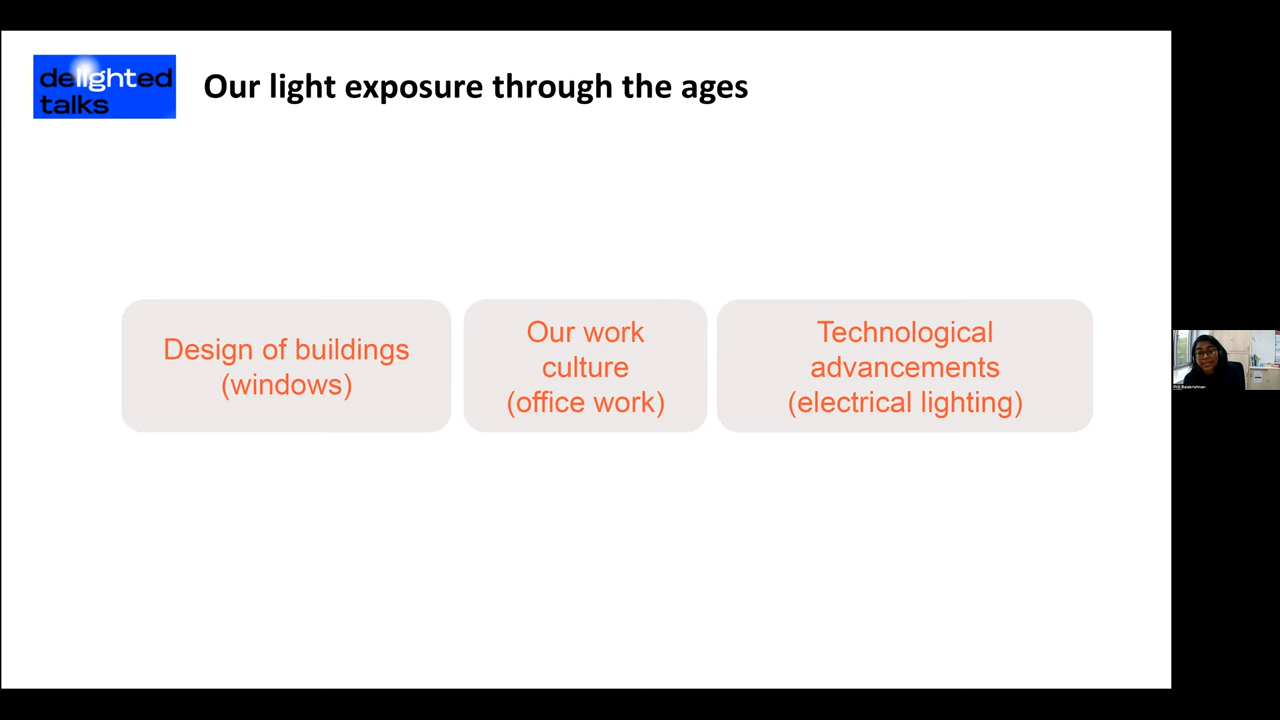 delighted
talks
Our light exposure through the ages
Design of buildings
(windows)
Our work
culture
(office work)
Technological
advancements
(electrical lighting)
Balakrishnan